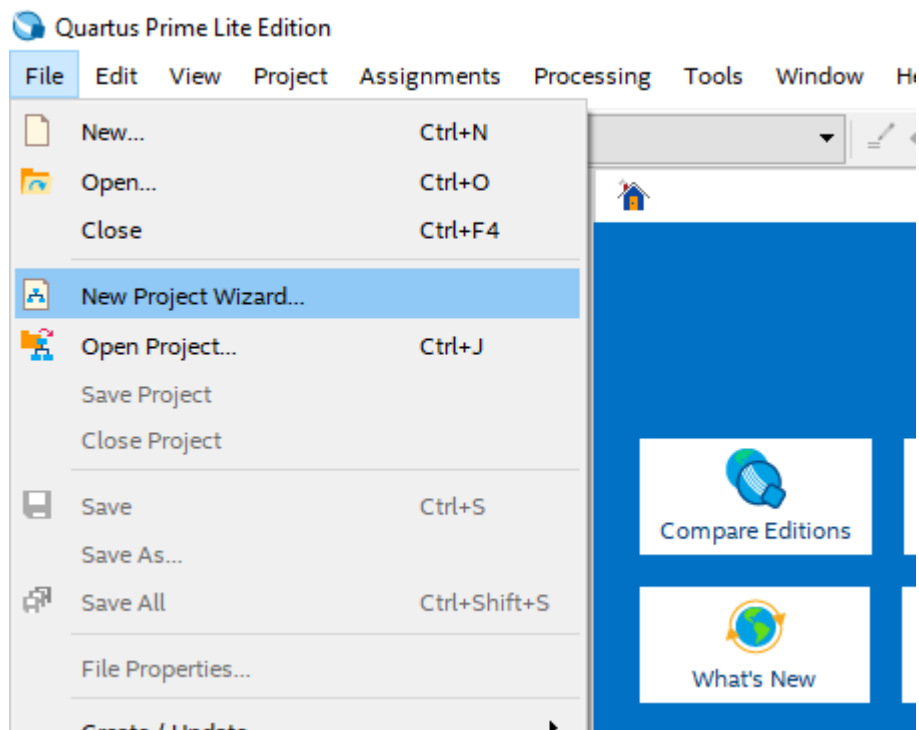 Quartus Prime Lite Edition
File Edit View Project Assignments Processing Tools Window
New... Ctrl+N
Open... Ctrl+O
Close Ctrl+F4
New Project Wizard...
Open Project... Ctrl+J
Save Project
Close Project
Save Ctrl+S
Save As...
Save All Ctrl+Shift+S
File Properties...
Create / Update
Compare Editions
What's New